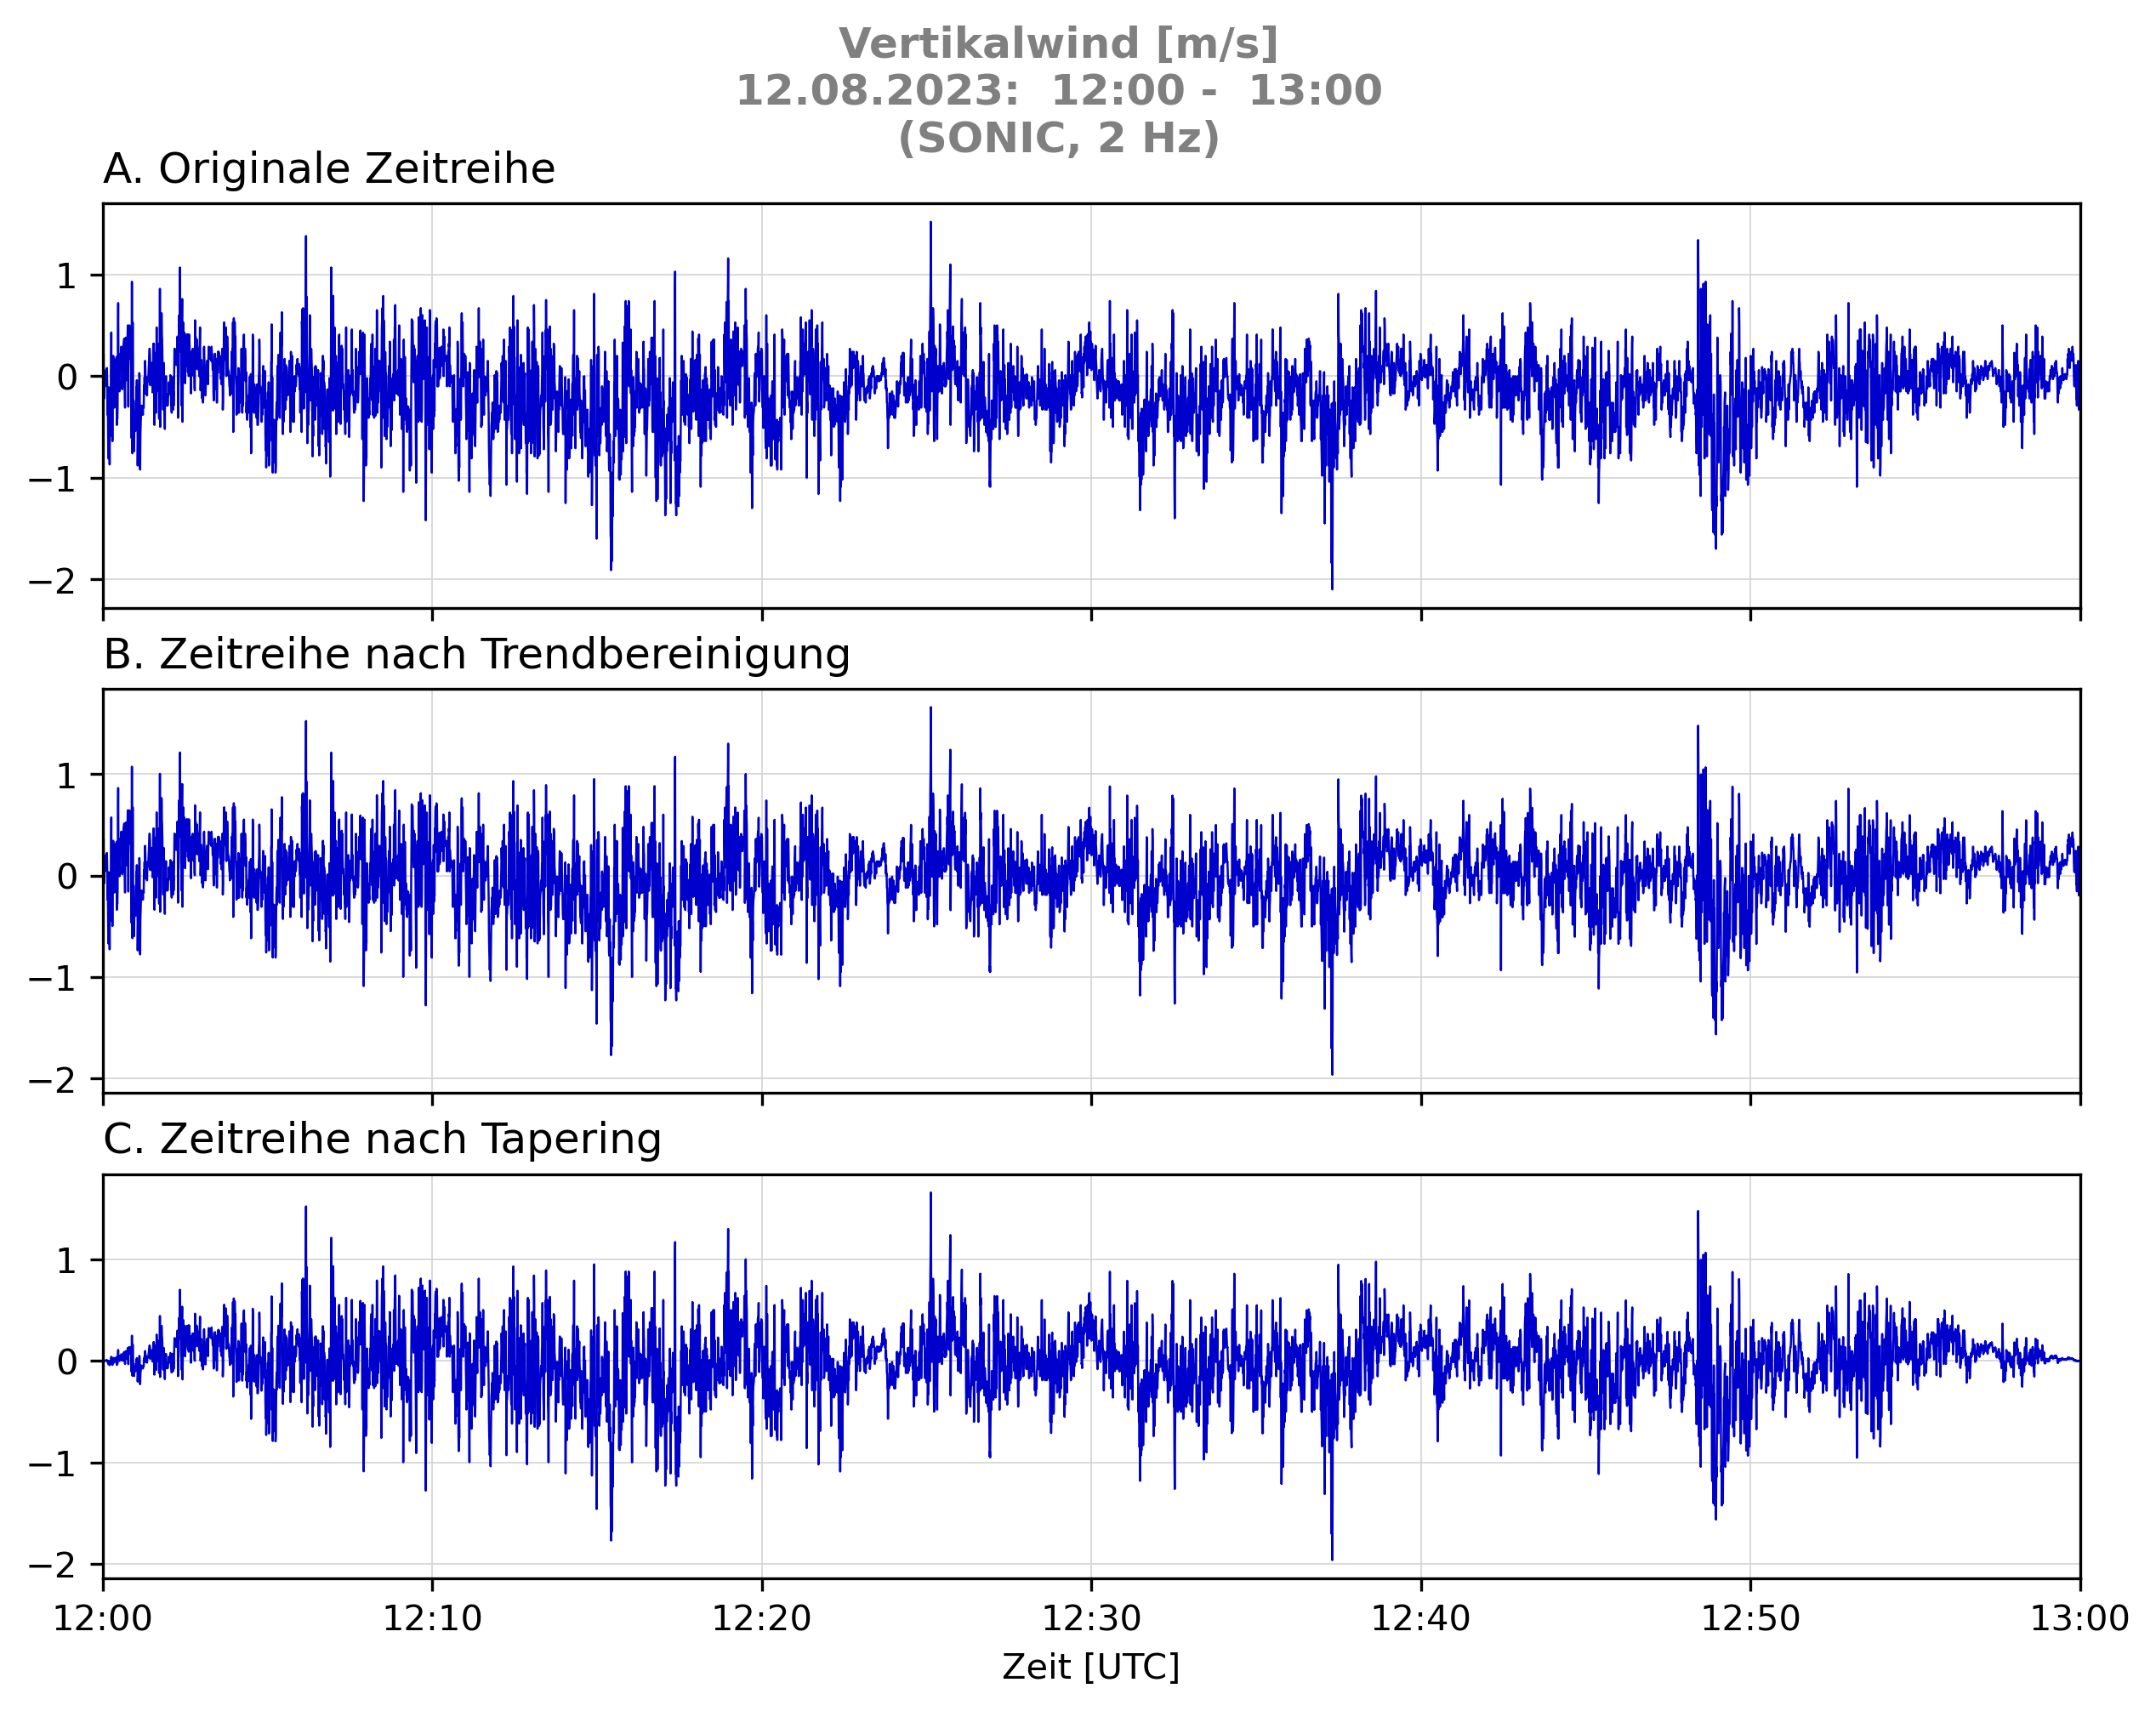 Vertikalwind [m/s]
12.08.2023:  12:00 -  13:00
(SONIC, 2 Hz)
A. Originale Zeitreihe
1
0
−1
−2
B. Zeitreihe nach Trendbereinigung
1
0
−1
−2
C. Zeitreihe nach Tapering
1
0
−1
−2
12:00 12:10 12:20 12:30 12:40 12:50 13:00
Zeit [UTC]